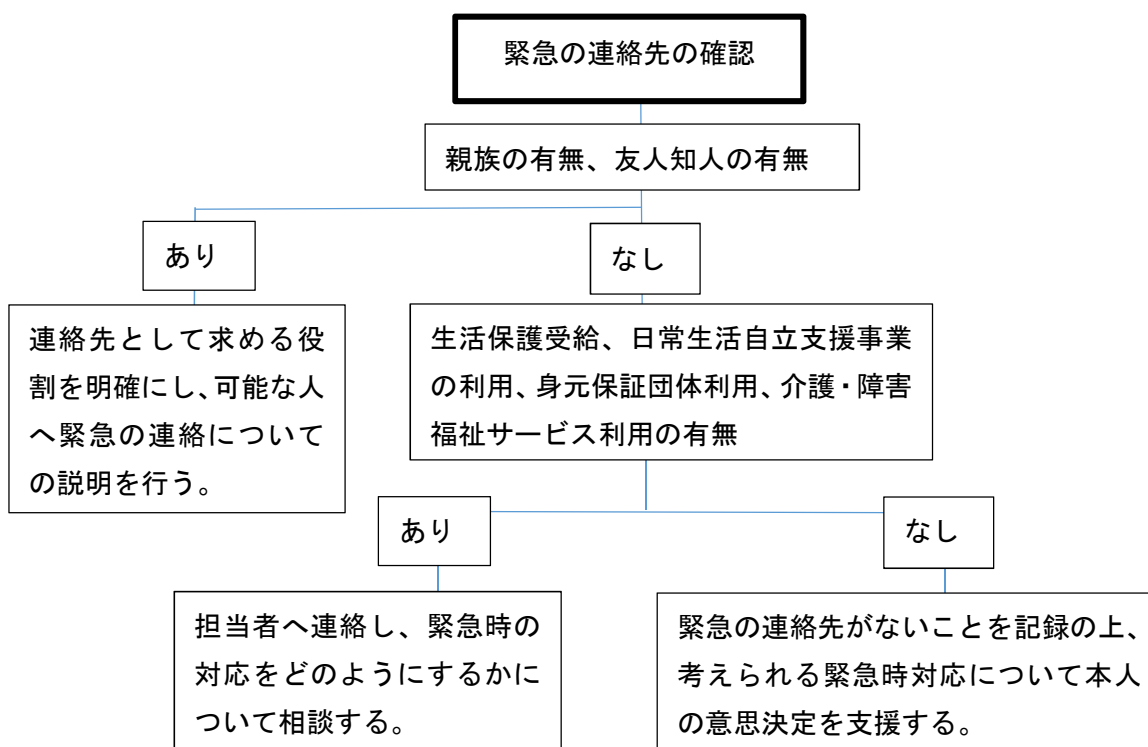 緊急の連絡先の確認
親族の有無、友人知人の有無
あり
なし
連絡先として求める役
割を明確にし、可能な人
へ緊急の連絡について
の説明を行う。
生活保護受給、日常生活自立支援事業
の利用、身元保証団体利用、介護・障害
福祉サービス利用の有無
あり
なし
担当者へ連絡し、緊急時の
対応をどのようにするかに
ついて相談する。
緊急の連絡先がないことを記録の上、
考えられる緊急時対応について本人
の意思決定を支援する。